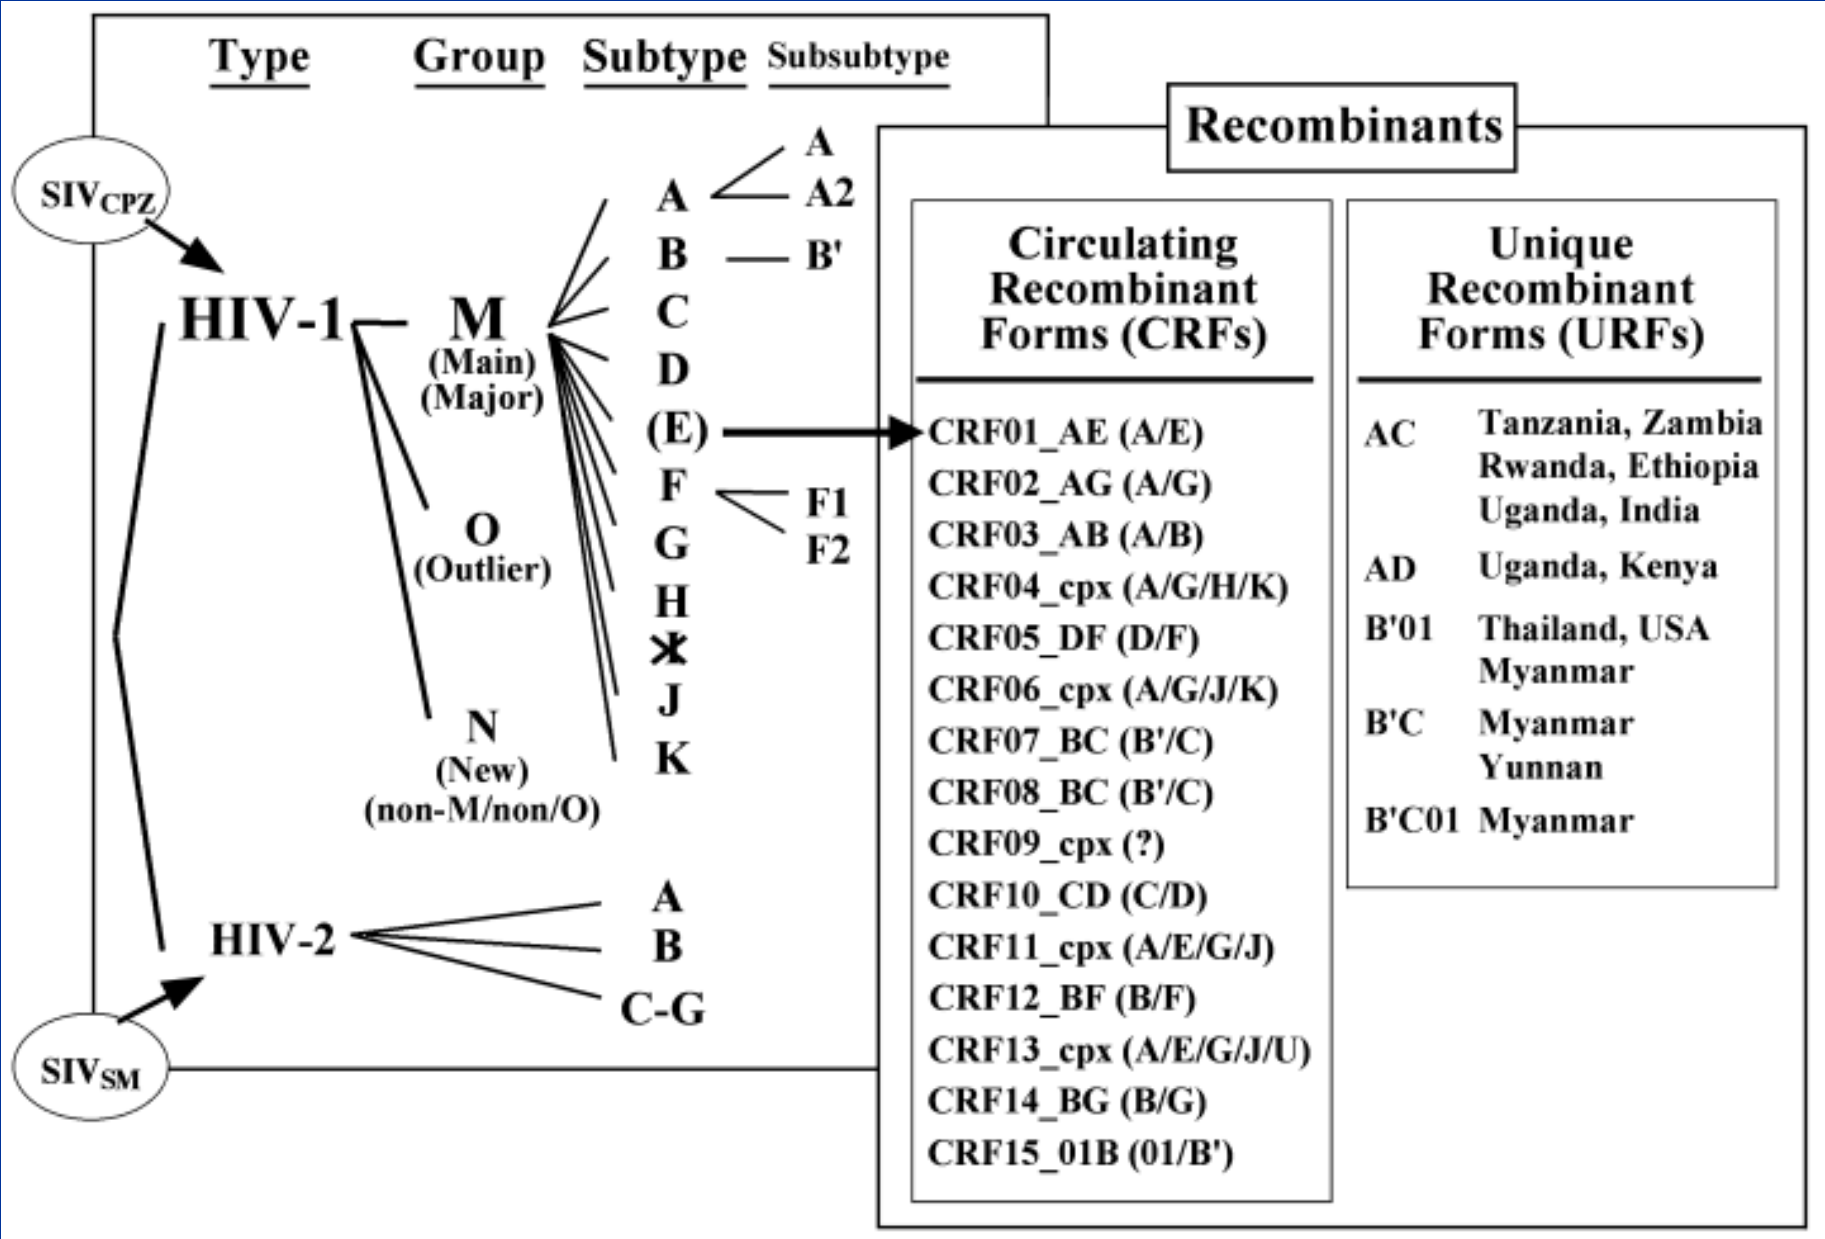 Type Group Subtype Subsubtype
SIVCPZ
HIV-1
HIV-2
SIVSM
M
(Main)
(Major)
O
(Outlier)
N
(New)
(non-M/non/O)
A
B
C
D
(E)
F
G
H
I
J
K
A
A2
B'
F1
F2
A
B
C-G
Recombinants
Circulating
Recombinant
Forms (CRFs)
CRF01_AE (A/E)
CRF02_AG (A/G)
CRF03_AB (A/B)
CRF04_cpx (A/G/H/K)
CRF05_DF (D/F)
CRF06_cpx (A/G/J/K)
CRF07_BC (B'/C)
CRF08_BC (B'/C)
CRF09_cpx (?)
CRF10_CD (C/D)
CRF11_cpx (A/E/G/J)
CRF12_BF (B/F)
CRF13_cpx (A/E/G/J/U)
CRF14_BG (B/G)
CRF15_01B (01/B')
Unique
Recombinant
Forms (URFs)
AC Tanzania, Zambia
Rwanda, Ethiopia
Uganda, India
AD Uganda, Kenya
B'01 Thailand, USA
Myanmar
B'C Myanmar
Yunnan
B'C01 Myanmar